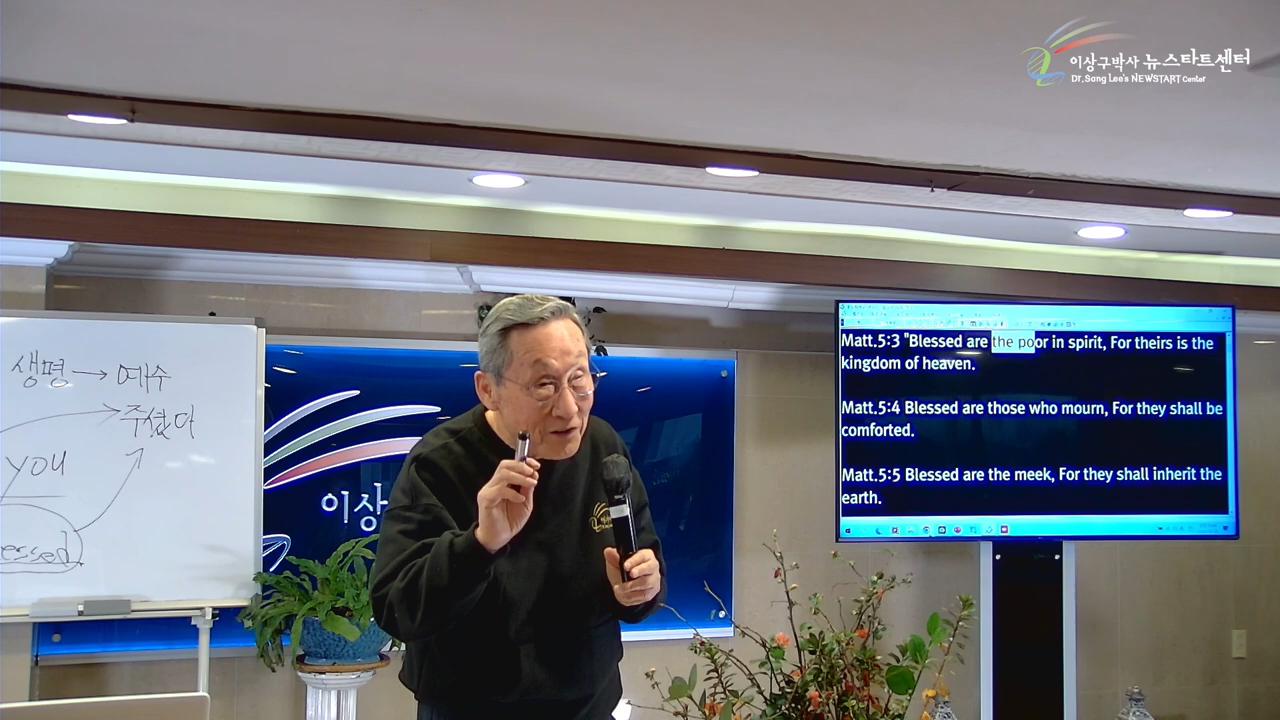 이상구박사 뉴스타트센터
Dr. Sang Lee's NEWSTART Center
생명 → 예수
주셨다
YOU
essed
이상
Matt.5:3 "Blessed are the poor in spirit, For theirs is the
kingdom of heaven.
Matt.5:4 Blessed are those who mourn, For they shall be
comforted.
Matt.5:5 Blessed are the meek, For they shall inherit the
earth.